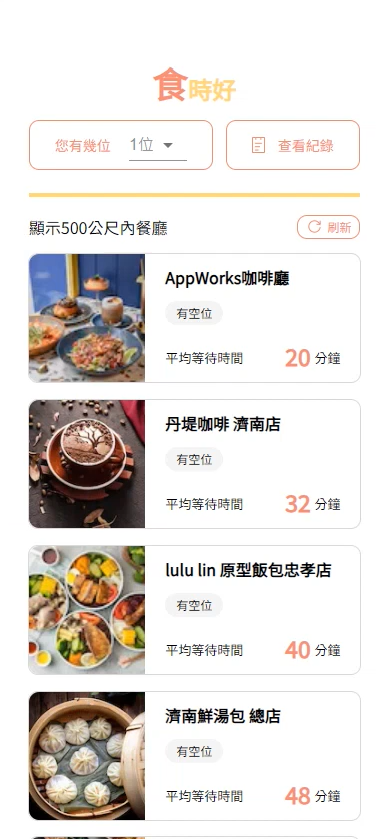 食時好
您有幾位 1位 查看紀錄
顯示500公尺內餐廳 刷新
AppWorks咖啡廳
有空位
平均等待時間 20 分鐘
丹堤咖啡 濟南店
有空位
平均等待時間 32 分鐘
lulu lin 原型飯包忠孝店
有空位
平均等待時間 40 分鐘
濟南鮮湯包 總店
有空位
平均等待時間 48 分鐘